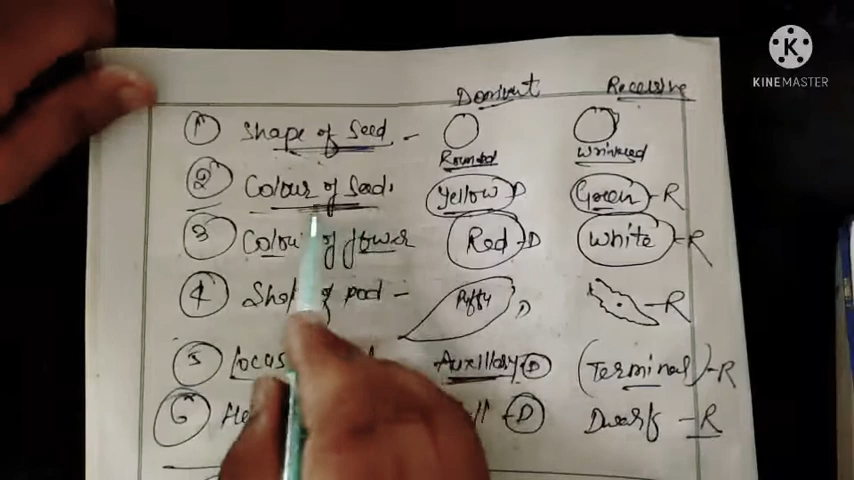 K
KINEMASTER
Dominant Recessive
1 Shape of Seed -
Rounded Wrinkled
2 Colour of Seed. Yellow D Green - R
3 Colour of flower Red - D White - R
4 Shape of pod - Puffy D - R
5 Auxillary - D (Terminal) - R
6 - D Dwarf - R